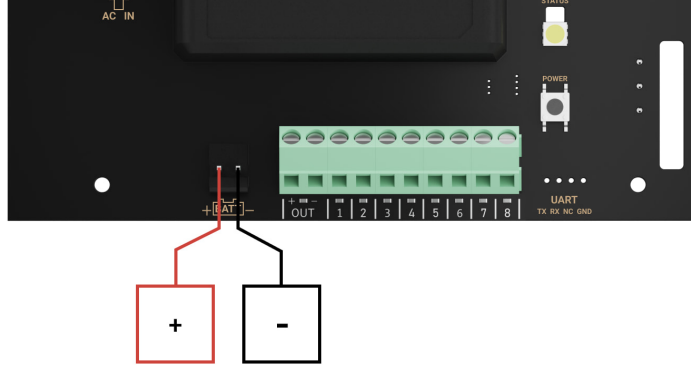 STATUS
AC IN
POWER
+BAT-
+ -
OUT 1 2 3 4 5 6 7 8
UART
TX RX NC GND
+ -